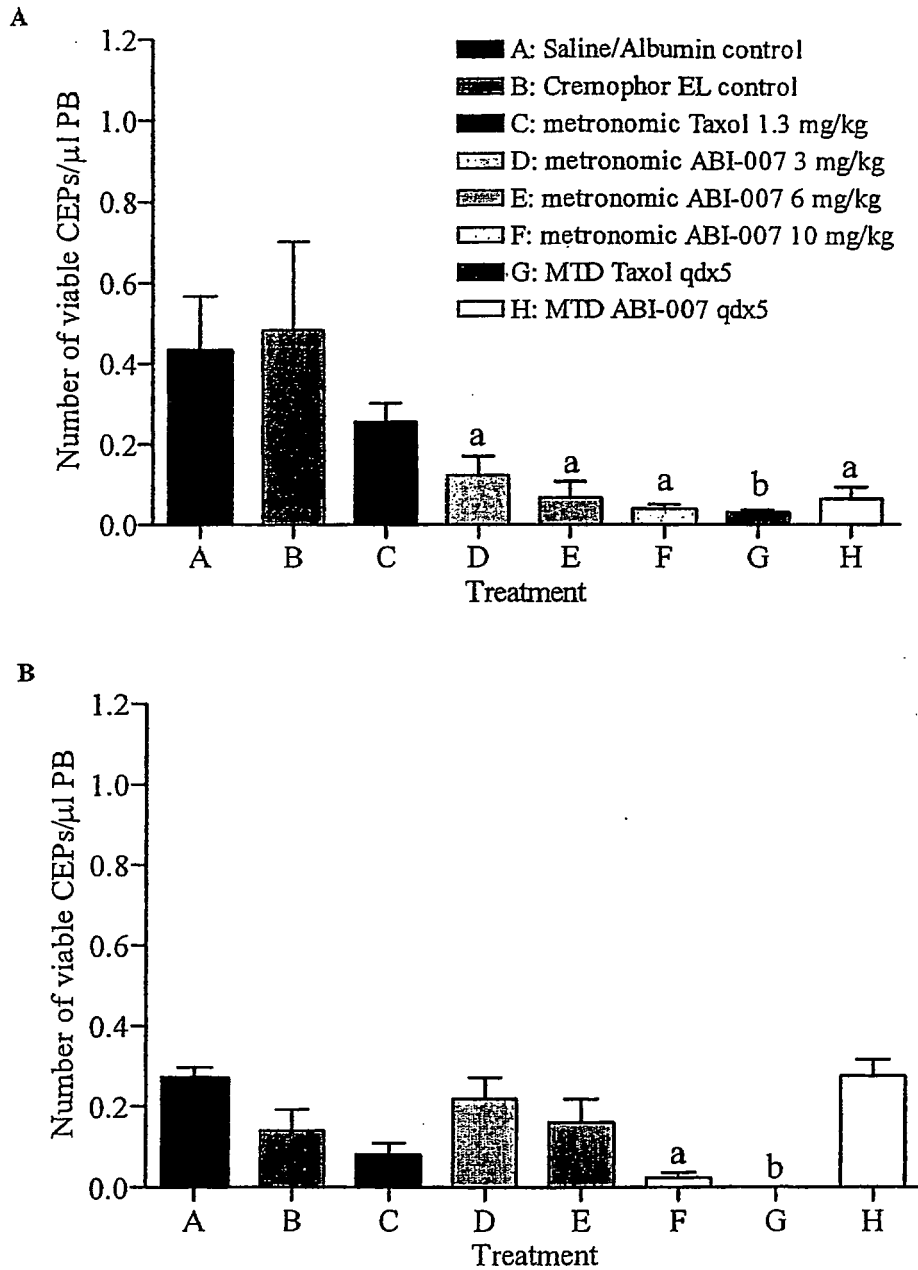 A
1.2
1.0
0.8
0.6
0.4
0.2
0.0
Number of viable CEPs/µl PB
A: Saline/Albumin control
B: Cremophor EL control
C: metronomic Taxol 1.3 mg/kg
D: metronomic ABI-007 3 mg/kg
E: metronomic ABI-007 6 mg/kg
F: metronomic ABI-007 10 mg/kg
G: MTD Taxol qdx5
H: MTD ABI-007 qdx5
a a a b a
A B C D E F G H
Treatment
B
1.2
1.0
0.8
0.6
0.4
0.2
0.0
Number of viable CEPs/µl PB
a b
A B C D E F G H
Treatment